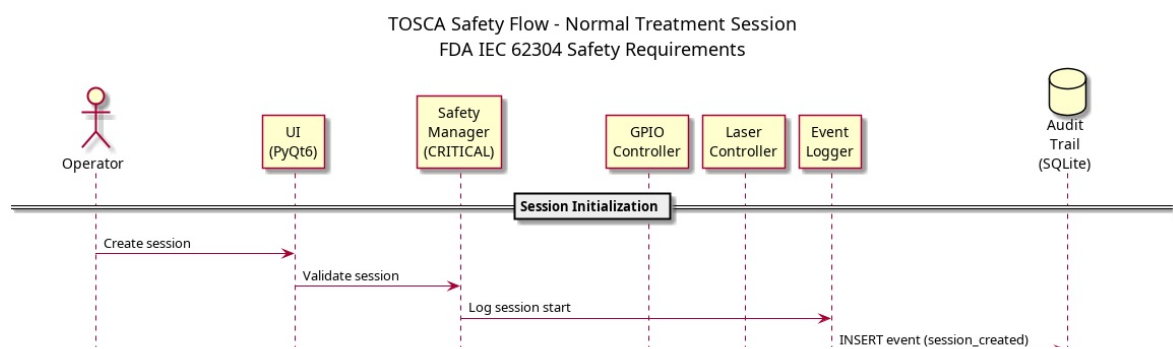 TOSCA Safety Flow - Normal Treatment Session
FDA IEC 62304 Safety Requirements
Operator
UI
(PyQt6)
Safety
Manager
(CRITICAL)
GPIO
Controller
Laser
Controller
Event
Logger
Audit
Trail
(SQLite)
Session Initialization
Create session
Validate session
Log session start
INSERT event (session_created)